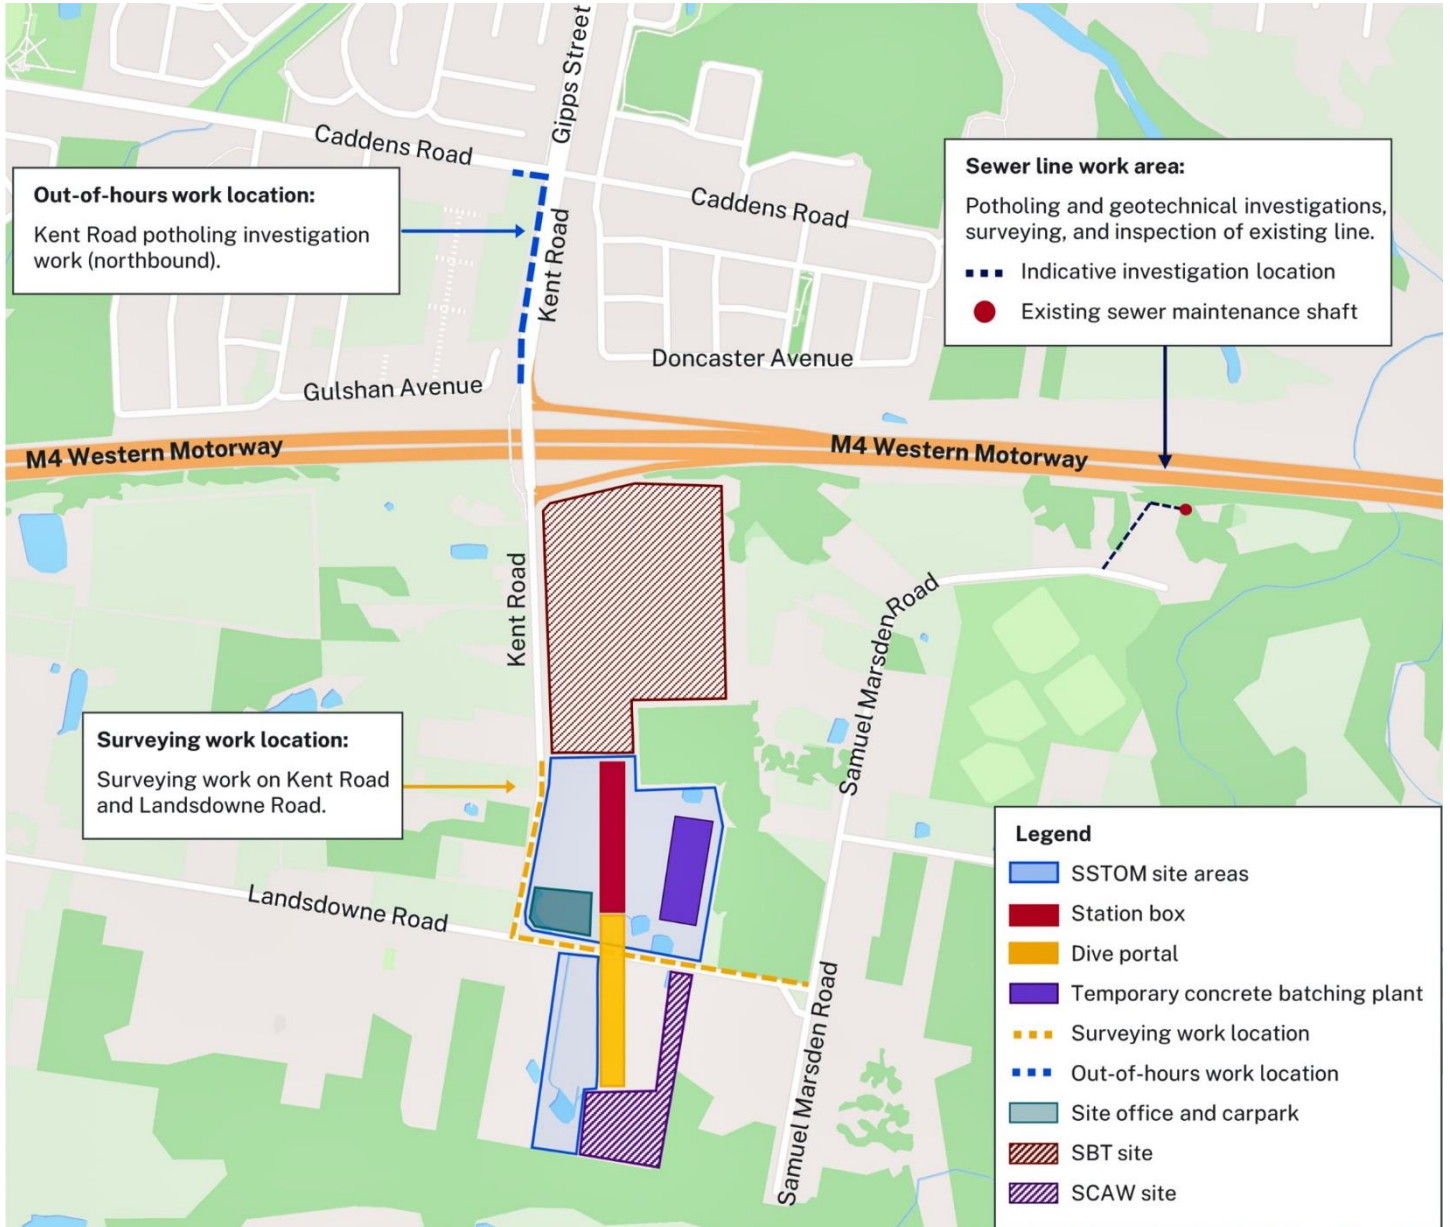 Gipps Street
Caddens Road
Caddens Road
Out-of-hours work location:
Kent Road potholing investigation
work (northbound).
Sewer line work area:
Potholing and geotechnical investigations,
surveying, and inspection of existing line.
Indicative investigation location
Existing sewer maintenance shaft
Kent Road
Doncaster Avenue
Gulshan Avenue
M4 Western Motorway
M4 Western Motorway
Kent Road
Samuel Marsden Road
Surveying work location:
Surveying work on Kent Road
and Landsdowne Road.
Landsdowne Road
Samuel Marsden Road
Legend
SSTOM site areas
Station box
Dive portal
Temporary concrete batching plant
Surveying work location
Out-of-hours work location
Site office and carpark
SBT site
SCAW site